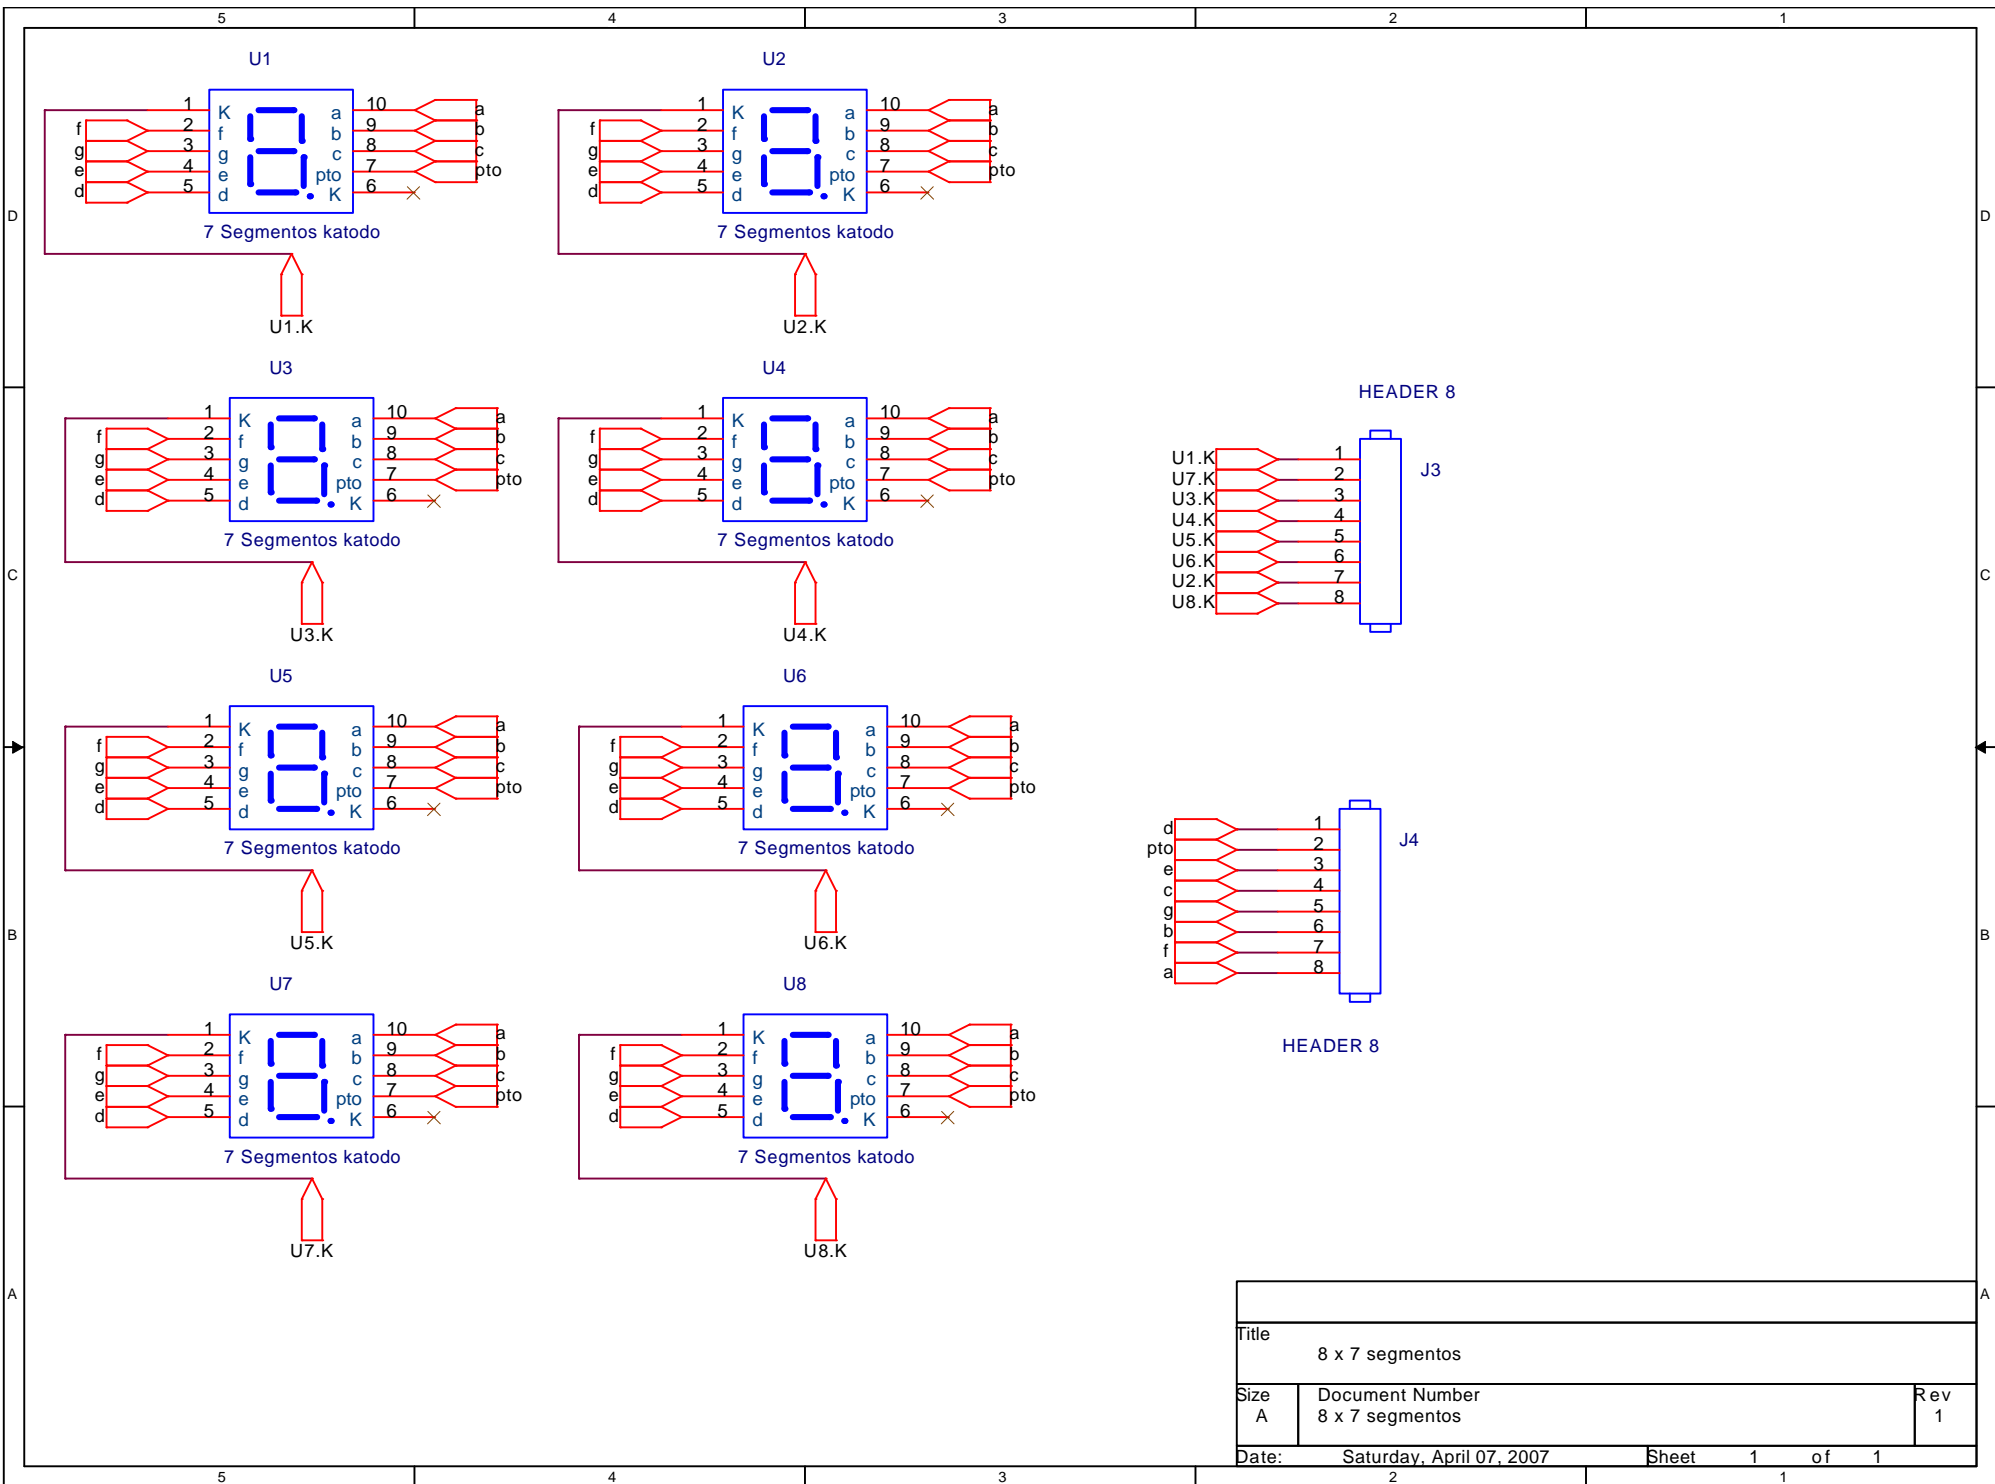 5 4 3 2 1
U1
1 K a 10 a
f 2 f b 9 b
g 3 g c 8 c
e 4 e pto 7 pto
d 5 d K 6
7 Segmentos katodo
U1.K
U2
1 K a 10 a
f 2 f b 9 b
g 3 g c 8 c
e 4 e pto 7 pto
d 5 d K 6
7 Segmentos katodo
U2.K
D D
U3
1 K a 10 a
f 2 f b 9 b
g 3 g c 8 c
e 4 e pto 7 pto
d 5 d K 6
7 Segmentos katodo
U3.K
U4
1 K a 10 a
f 2 f b 9 b
g 3 g c 8 c
e 4 e pto 7 pto
d 5 d K 6
7 Segmentos katodo
U4.K
HEADER 8
J3
U1.K 1
U7.K 2
U3.K 3
U4.K 4
U5.K 5
U6.K 6
U2.K 7
U8.K 8
C C
U5
1 K a 10 a
f 2 f b 9 b
g 3 g c 8 c
e 4 e pto 7 pto
d 5 d K 6
7 Segmentos katodo
U5.K
U6
1 K a 10 a
f 2 f b 9 b
g 3 g c 8 c
e 4 e pto 7 pto
d 5 d K 6
7 Segmentos katodo
U6.K
J4
d 1
pto 2
e 3
c 4
g 5
b 6
f 7
a 8
HEADER 8
B B
U7
1 K a 10 a
f 2 f b 9 b
g 3 g c 8 c
e 4 e pto 7 pto
d 5 d K 6
7 Segmentos katodo
U7.K
U8
1 K a 10 a
f 2 f b 9 b
g 3 g c 8 c
e 4 e pto 7 pto
d 5 d K 6
7 Segmentos katodo
U8.K
A A
Title
8 x 7 segmentos
Size Document Number Rev
A 8 x 7 segmentos 1
Date: Saturday, April 07, 2007 Sheet 1 of 1
5 4 3 2 1